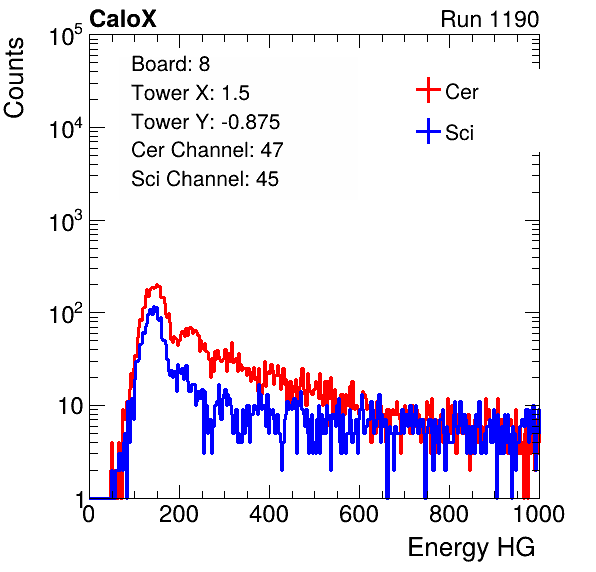 CaloX Run 1190
Counts
10^5
10^4
10^3
10^2
10
1
Board: 8
Tower X: 1.5
Tower Y: -0.875
Cer Channel: 47
Sci Channel: 45
Cer
Sci
0 200 400 600 800 1000
Energy HG